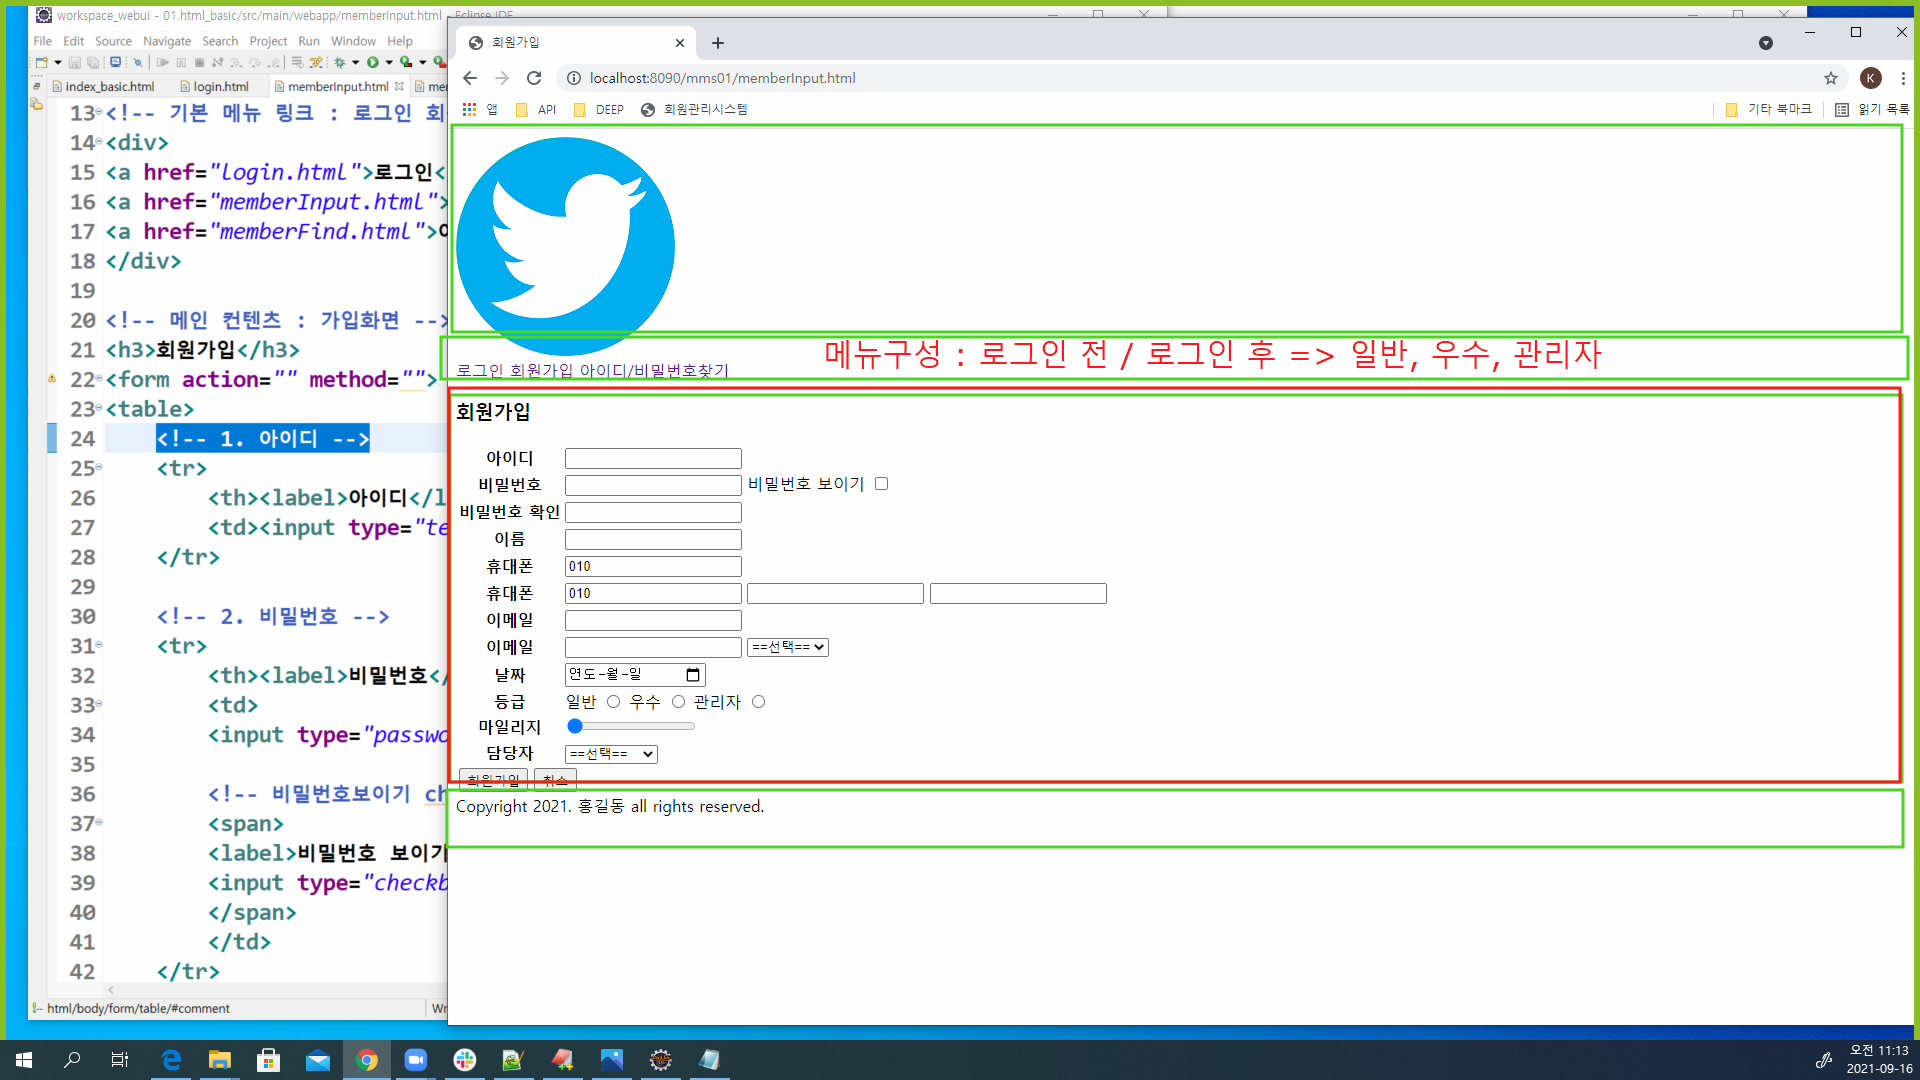 workspace_webui - 01.html_basic/src/main/webapp/memberInput.html - Eclipse IDE
File Edit Source Navigate Search Project Run Window Help
index_basic.html login.html memberInput.html
13 <!-- 기본 메뉴 링크 : 로그인
14 <div>
15 <a href="login.html">로그인<
16 <a href="memberInput.html">
17 <a href="memberFind.html">
18 </div>
19
20 <!-- 메인 컨텐츠 : 가입화면 -->
21 <h3>회원가입</h3>
22 <form action="" method="">
23 <table>
24 <!-- 1. 아이디 -->
25 <tr>
26 <th><label>아이디</l
27 <td><input type="te
28 </tr>
29
30 <!-- 2. 비밀번호 -->
31 <tr>
32 <th><label>비밀번호</
33 <td>
34 <input type="passwo
35
36 <!-- 비밀번호보이기 ch
37 <span>
38 <label>비밀번호 보이기
39 <input type="checkb
40 </span>
41 </td>
42 </tr>
html/body/form/table/#comment Wr
회원가입
localhost:8090/mms01/memberInput.html
K
앱 API DEEP 회원관리시스템 기타 북마크 읽기 목록
메뉴구성 : 로그인 전 / 로그인 후 => 일반, 우수, 관리자
로그인 회원가입 아이디/비밀번호찾기
회원가입
아이디
비밀번호 비밀번호 보이기
비밀번호 확인
이름
휴대폰 010
휴대폰 010
이메일
이메일 ==선택==
날짜 연도-월-일
등급 일반 우수 관리자
마일리지
담당자 ==선택==
회원가입 취소
Copyright 2021. 홍길동 all rights reserved.
오전 11:13
2021-09-16